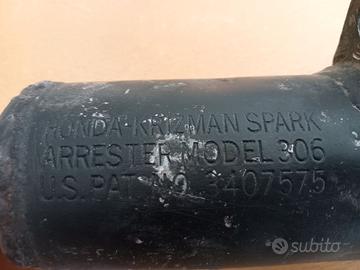 HONDA-KRIZMAN SPARK
ARRESTER MODEL 306
U.S. PAT. NO. 3407575
subito